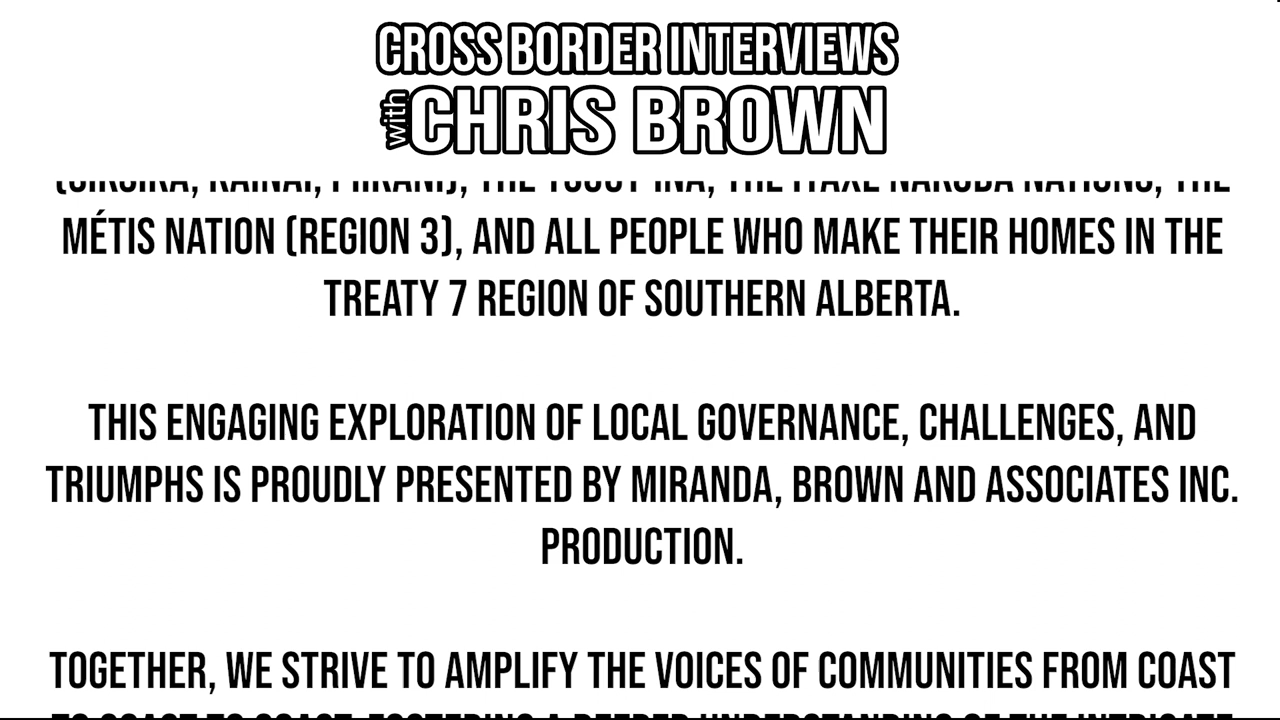 CROSS BORDER INTERVIEWS
with CHRIS BROWN
MÉTIS NATION (REGION 3), AND ALL PEOPLE WHO MAKE THEIR HOMES IN THE
TREATY 7 REGION OF SOUTHERN ALBERTA.
THIS ENGAGING EXPLORATION OF LOCAL GOVERNANCE, CHALLENGES, AND
TRIUMPHS IS PROUDLY PRESENTED BY MIRANDA, BROWN AND ASSOCIATES INC.
PRODUCTION.
TOGETHER, WE STRIVE TO AMPLIFY THE VOICES OF COMMUNITIES FROM COAST